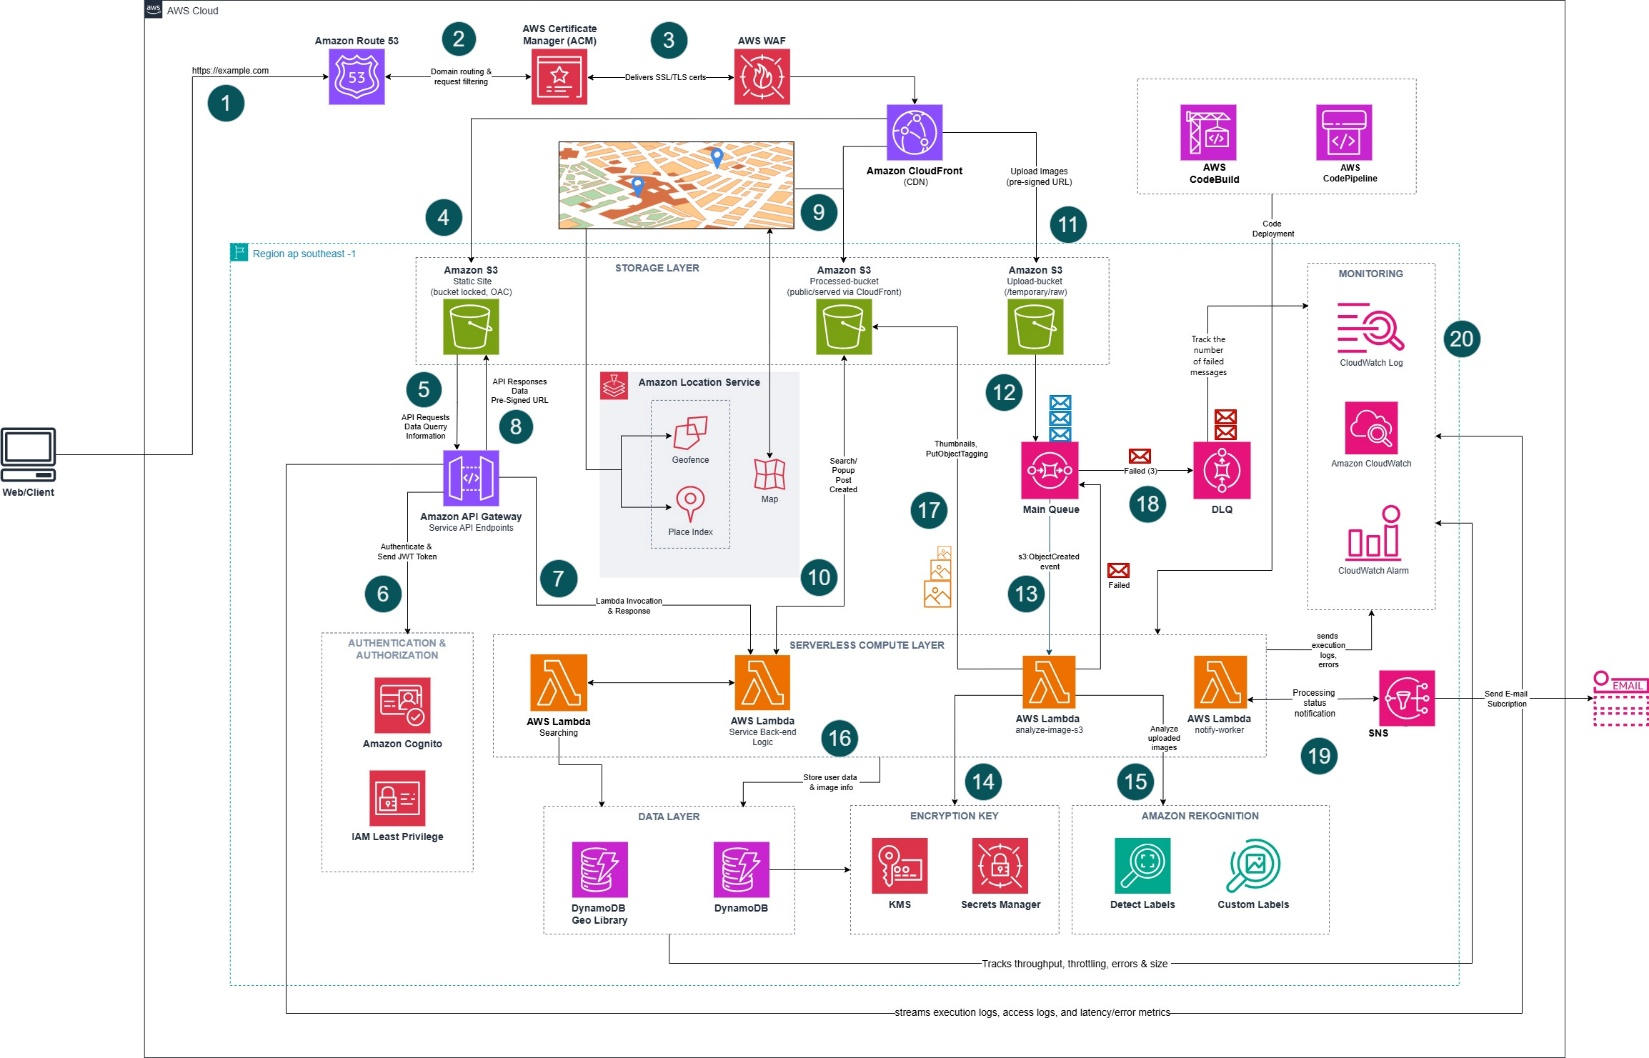 aws
AWS Cloud
Amazon Route 53
53
2
AWS Certificate
Manager (ACM)
3
AWS WAF
https://example.com
1
Domain routing &
request filtering
Delivers SSL/TLS certs
Amazon CloudFront
(CDN)
Upload Images
(pre-signed URL)
AWS
CodeBuild
AWS
CodePipeline
Code
Deployment
4
9
11
Region ap southeast -1
STORAGE LAYER
Amazon S3
Static Site
(bucket locked, OAC)
Amazon S3
Processed-bucket
(public/served via CloudFront)
Amazon S3
Upload-bucket
(/temporary/raw)
MONITORING
CloudWatch Log
Amazon CloudWatch
CloudWatch Alarm
20
Track the
number
of failed
messages
5
API Requests
Data Querry
Information
API Responses
Data
Pre-Signed URL
8
Amazon Location Service
Geofence
Place Index
Map
12
Search/
Popup
Post
Created
Thumbnails,
PutObjectTagging
17
Main Queue
Failed (3)
18
DLQ
Web/Client
Amazon API Gateway
Service API Endpoints
Authenticate &
Send JWT Token
6
7
Lambda Invocation
& Response
10
s3:ObjectCreated
event
13
Failed
AUTHENTICATION &
AUTHORIZATION
Amazon Cognito
IAM Least Privilege
SERVERLESS COMPUTE LAYER
AWS Lambda
Searching
AWS Lambda
Service Back-end
Logic
16
AWS Lambda
analyze-image-s3
Analyze
uploaded
images
AWS Lambda
notify-worker
sends
execution
logs,
errors
Processing
status
notification
19
SNS
Send E-mail
Subcription
EMAIL
Store user data
& image info
14
15
DATA LAYER
DynamoDB
Geo Library
DynamoDB
ENCRYPTION KEY
KMS
Secrets Manager
AMAZON REKOGNITION
Detect Labels
Custom Labels
Tracks throughput, throttling, errors & size
streams execution logs, access logs, and latency/error metrics